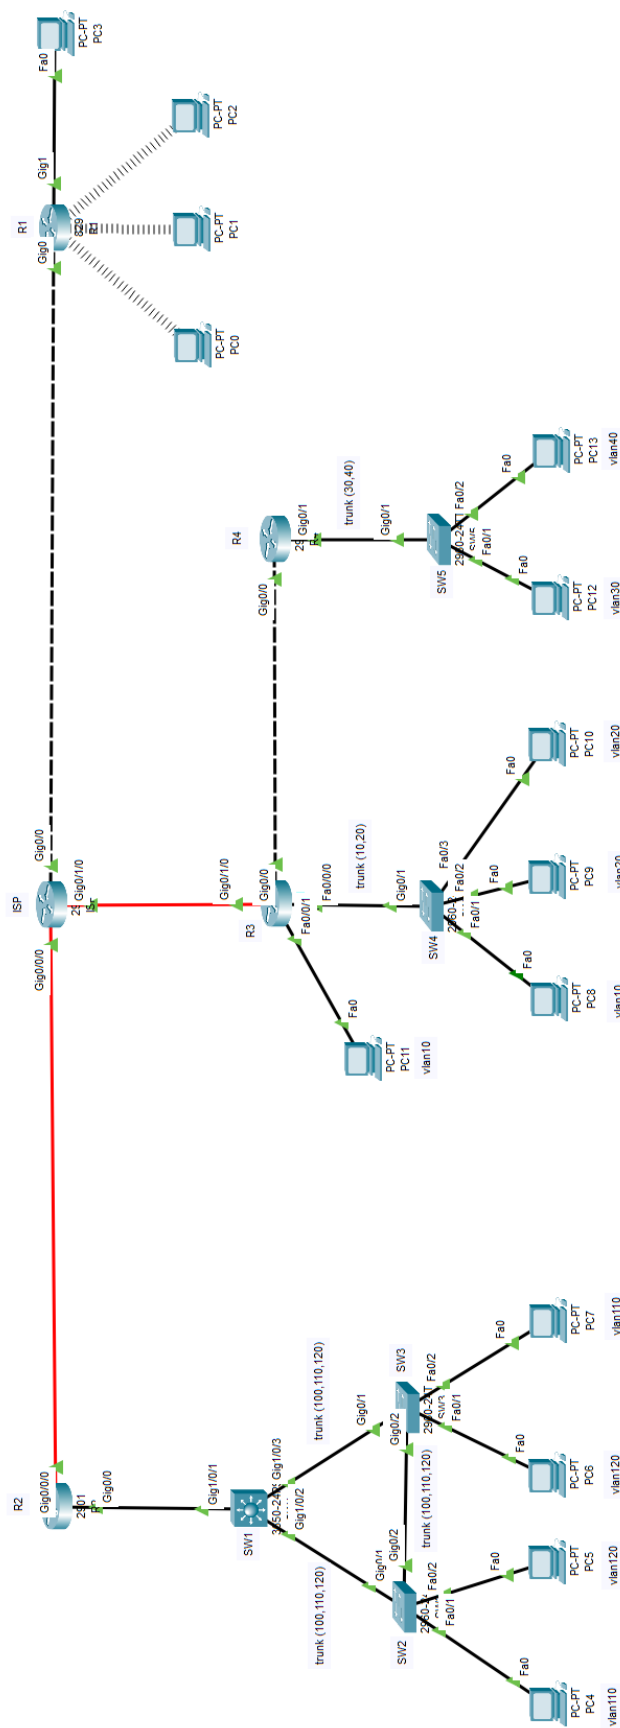 PC-PT
PC3
Fa0
Gig1
R1
829
R1
Gig0
PC-PT
PC2
PC-PT
PC1
PC-PT
PC0
ISP
Gig0/0
Gig0/1/0
Gig0/0/0
R4
Gig0/1
Gig0/0
trunk (30,40)
Gig0/1
SW5
2960-24TT
SW5
Fa0/2
Fa0/1
Fa0
PC-PT
PC13
vlan40
Fa0
PC-PT
PC12
vlan30
R3
Gig0/1/0
Gig0/0
Fa0/0/0
Fa0/0/1
trunk (10,20)
Gig0/1
SW4
Fa0/3
Fa0/2
Fa0/1
Fa0
PC-PT
PC10
vlan20
Fa0
PC-PT
PC9
vlan20
Fa0
PC-PT
PC8
vlan10
Fa0
PC-PT
PC11
vlan10
R2
Gig0/0/0
2901
Gig0/0
Gig1/0/1
SW1
Gig1/0/3
Gig1/0/2
trunk (100,110,120)
trunk (100,110,120)
trunk (100,110,120)
SW3
Gig0/1
Gig0/2
SW3
Fa0/2
Fa0/1
Fa0
PC-PT
PC7
vlan110
Fa0
PC-PT
PC6
vlan120
SW2
Gig0/1
Gig0/2
Fa0/2
Fa0/1
Fa0
PC-PT
PC5
vlan120
Fa0
PC-PT
PC4
vlan110